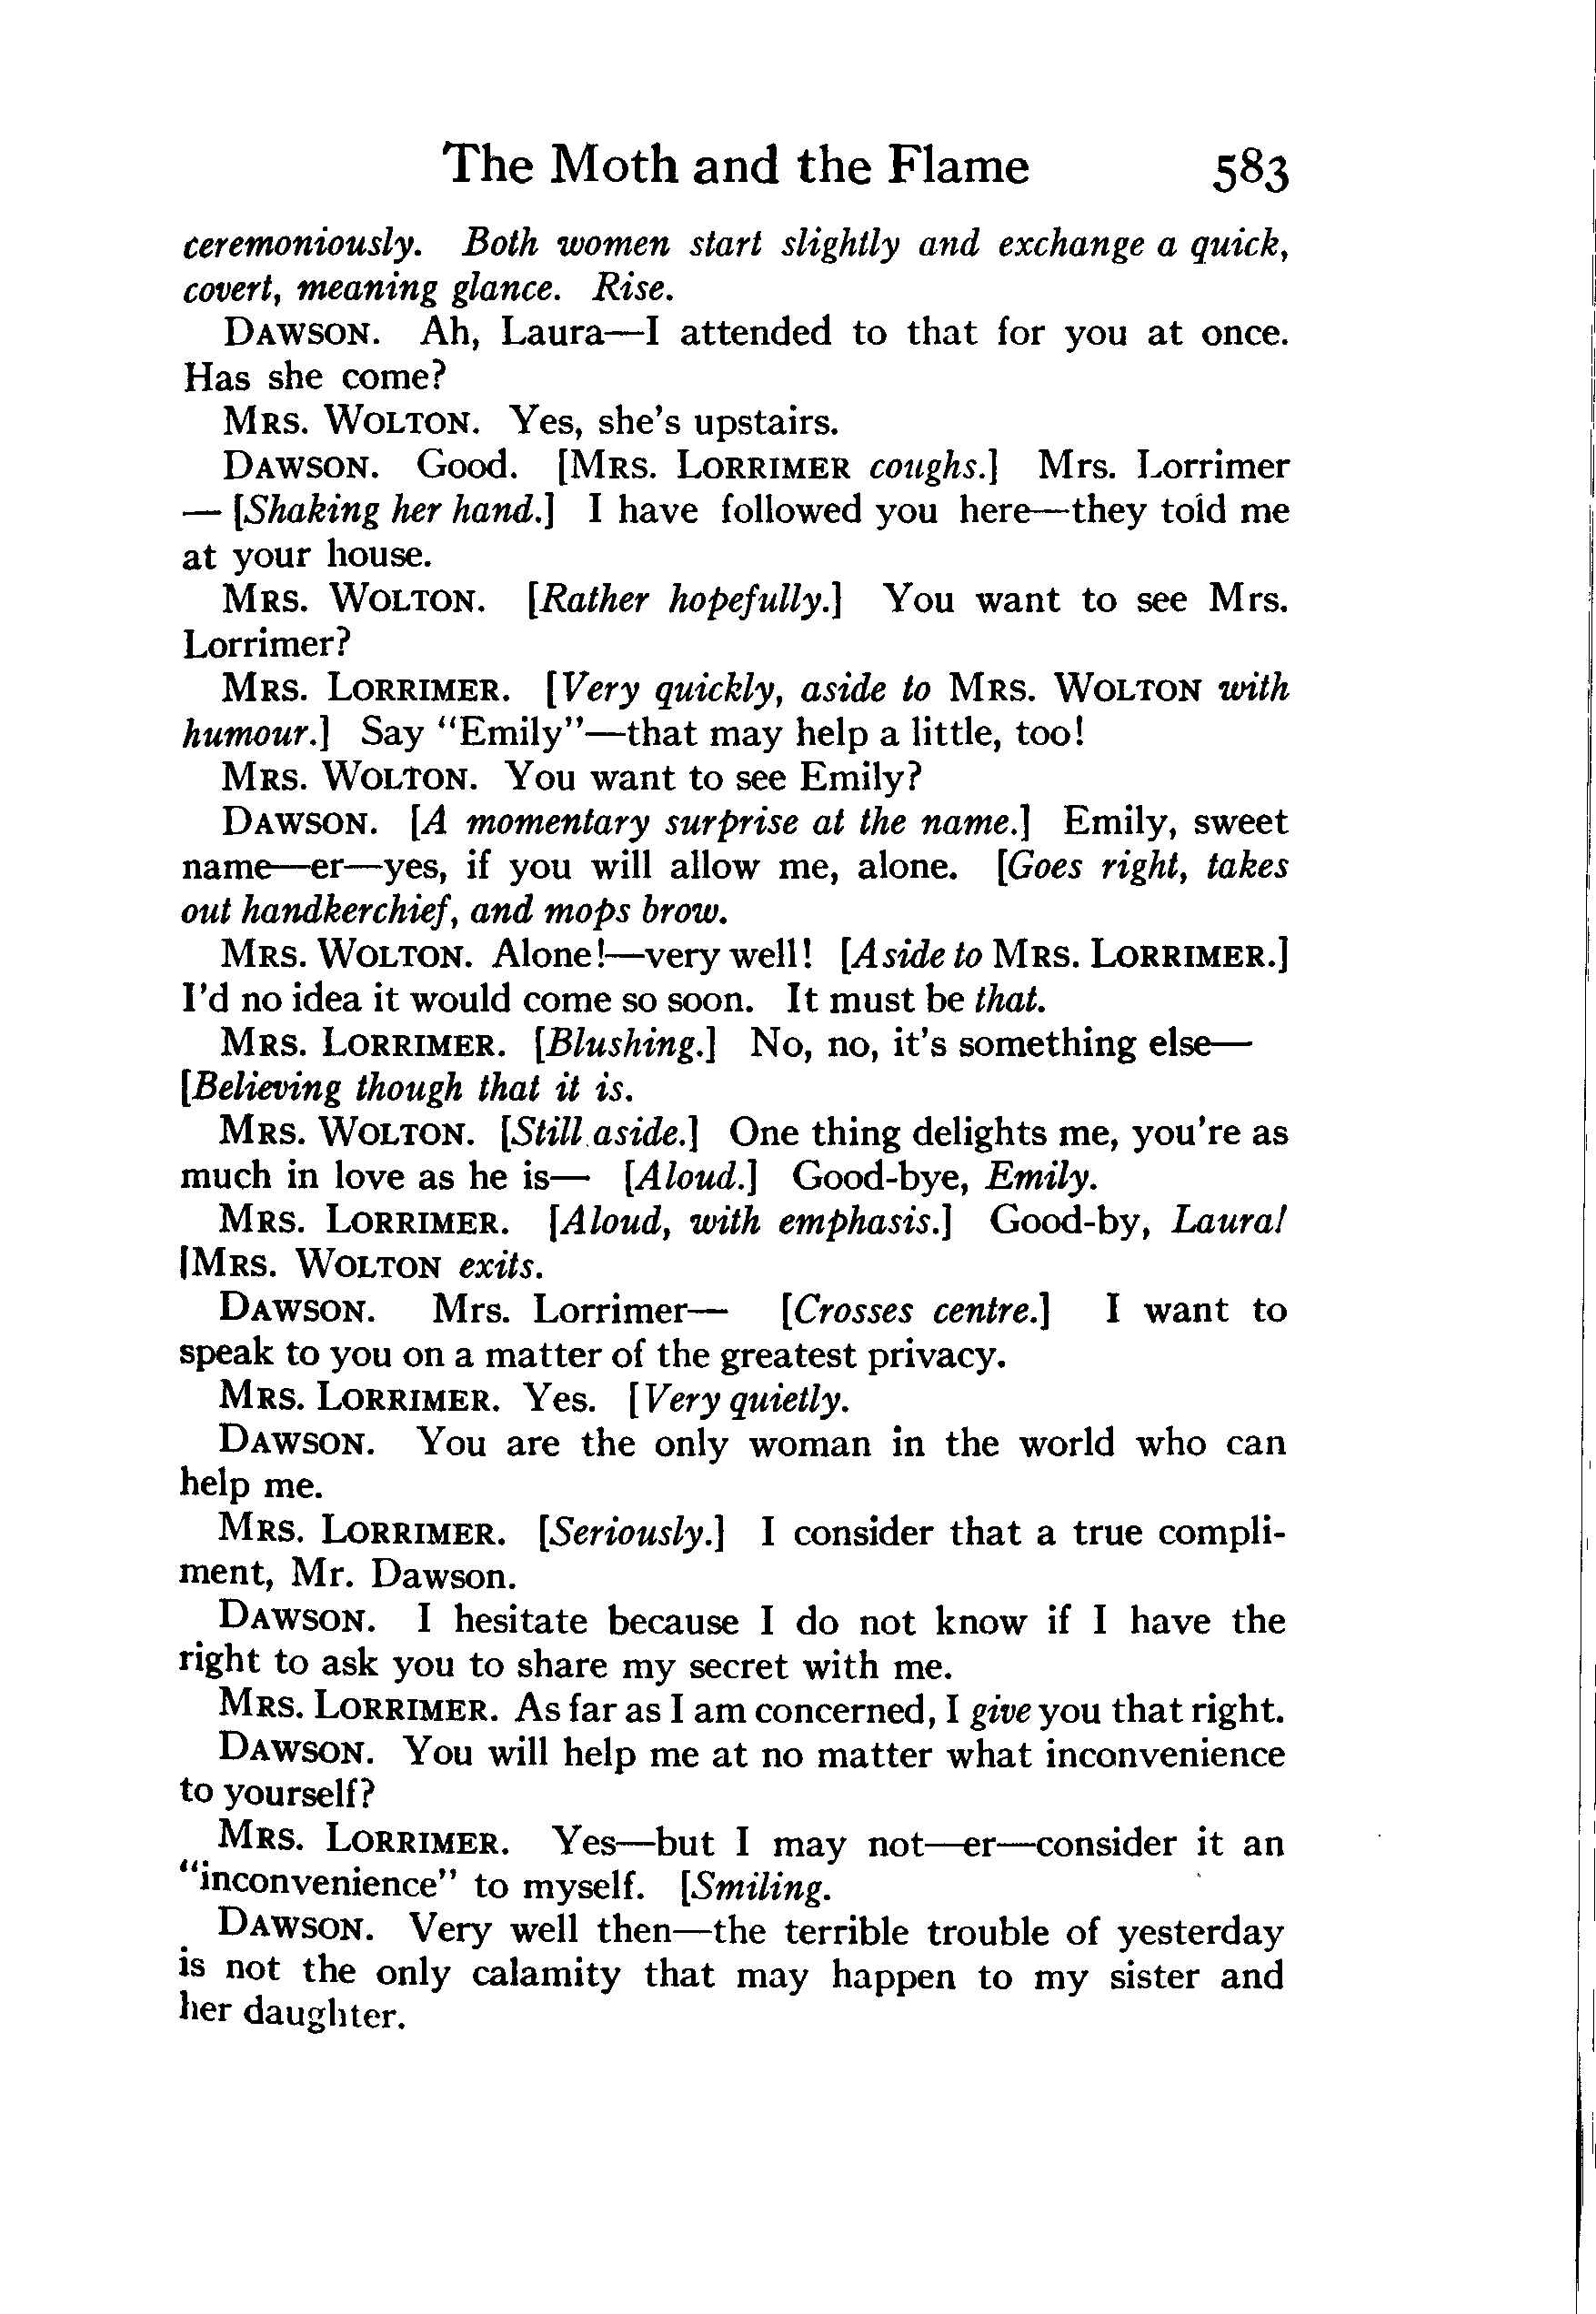 The Moth and the Flame 583
ceremoniously. Both women start slightly and exchange a quick,
covert, meaning glance. Rise.
DAWSON. Ah, Laura—I attended to that for you at once.
Has she come?
MRS. WOLTON. Yes, she's upstairs.
DAWSON. Good. [MRS. LORRIMER coughs.] Mrs. Lorrimer
— [Shaking her hand.] I have followed you here—they told me
at your house.
MRS. WOLTON. [Rather hopefully.] You want to see Mrs.
Lorrimer?
MRS. LORRIMER. [Very quickly, aside to MRS. WOLTON with
humour.] Say "Emily"—that may help a little, too!
MRS. WOLTON. You want to see Emily?
DAWSON. [A momentary surprise at the name.] Emily, sweet
name—er—yes, if you will allow me, alone. [Goes right, takes
out handkerchief, and mops brow.
MRS. WOLTON. Alone!—very well! [Aside to MRS. LORRIMER.]
I'd no idea it would come so soon. It must be that.
MRS. LORRIMER. [Blushing.] No, no, it's something else—
[Believing though that it is.
MRS. WOLTON. [Still aside.] One thing delights me, you're as
much in love as he is— [Aloud.] Good-bye, Emily.
MRS. LORRIMER. [Aloud, with emphasis.] Good-by, Laura!
[MRS. WOLTON exits.
DAWSON. Mrs. Lorrimer— [Crosses centre.] I want to
speak to you on a matter of the greatest privacy.
MRS. LORRIMER. Yes. [Very quietly.
DAWSON. You are the only woman in the world who can
help me.
MRS. LORRIMER. [Seriously.] I consider that a true compli-
ment, Mr. Dawson.
DAWSON. I hesitate because I do not know if I have the
right to ask you to share my secret with me.
MRS. LORRIMER. As far as I am concerned, I give you that right.
DAWSON. You will help me at no matter what inconvenience
to yourself?
MRS. LORRIMER. Yes—but I may not—er—consider it an
"inconvenience" to myself. [Smiling.
DAWSON. Very well then—the terrible trouble of yesterday
is not the only calamity that may happen to my sister and
her daughter.